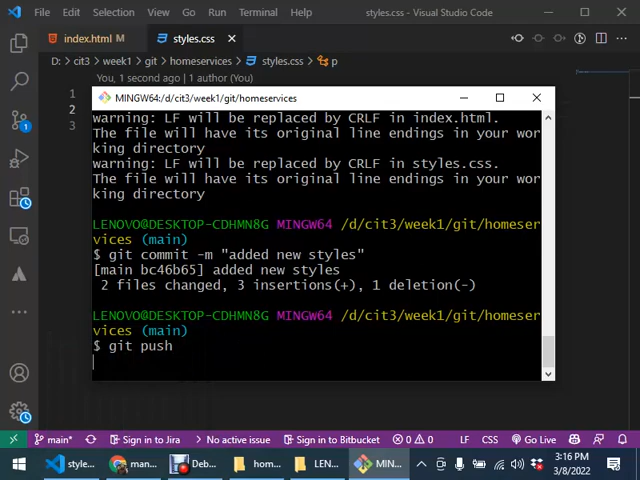 File Edit Selection View Go Run Terminal Help styles.css - Visual Studio Code
index.html M styles.css
D: > cit3 > week1 > git > homeservices > styles.css > p
You, 1 second ago | 1 author (You)
1
2
3
MINGW64:/d/cit3/week1/git/homeservices
warning: LF will be replaced by CRLF in index.html.
The file will have its original line endings in your wor
king directory
warning: LF will be replaced by CRLF in styles.css.
The file will have its original line endings in your wor
king directory
LENOVO@DESKTOP-CDHMN8G MINGW64 /d/cit3/week1/git/homeser
vices (main)
$ git commit -m "added new styles"
[main bc46b65] added new styles
2 files changed, 3 insertions(+), 1 deletion(-)
LENOVO@DESKTOP-CDHMN8G MINGW64 /d/cit3/week1/git/homeser
vices (main)
$ git push
1
main* Sign in to Jira No active issue Sign in to Bitbucket 0 0 LF CSS Go Live
style... man... Deb... hom... LEN... MIN... 3:16 PM
3/8/2022